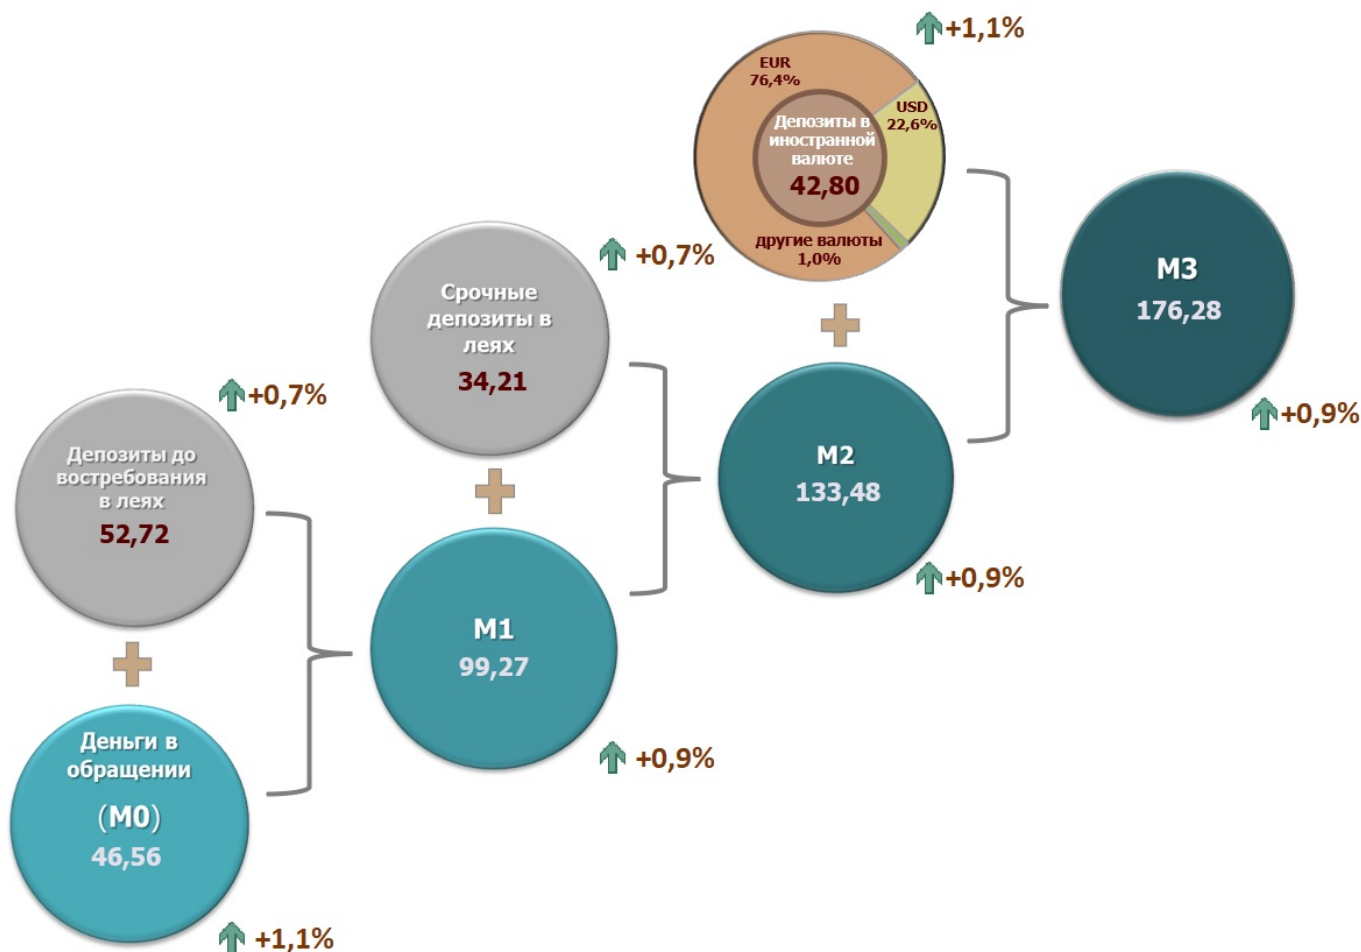 +1,1%
EUR
76,4%
USD
22,6%
Депозиты в
иностранной
валюте
42,80
другие валюты
1,0%
M3
176,28
+0,9%
+0,7%
Срочные
депозиты в
леях
34,21
M2
133,48
+0,9%
+0,7%
Депозиты до
востребования
в леях
52,72
M1
99,27
+0,9%
Деньги в
обращении
(M0)
46,56
+1,1%